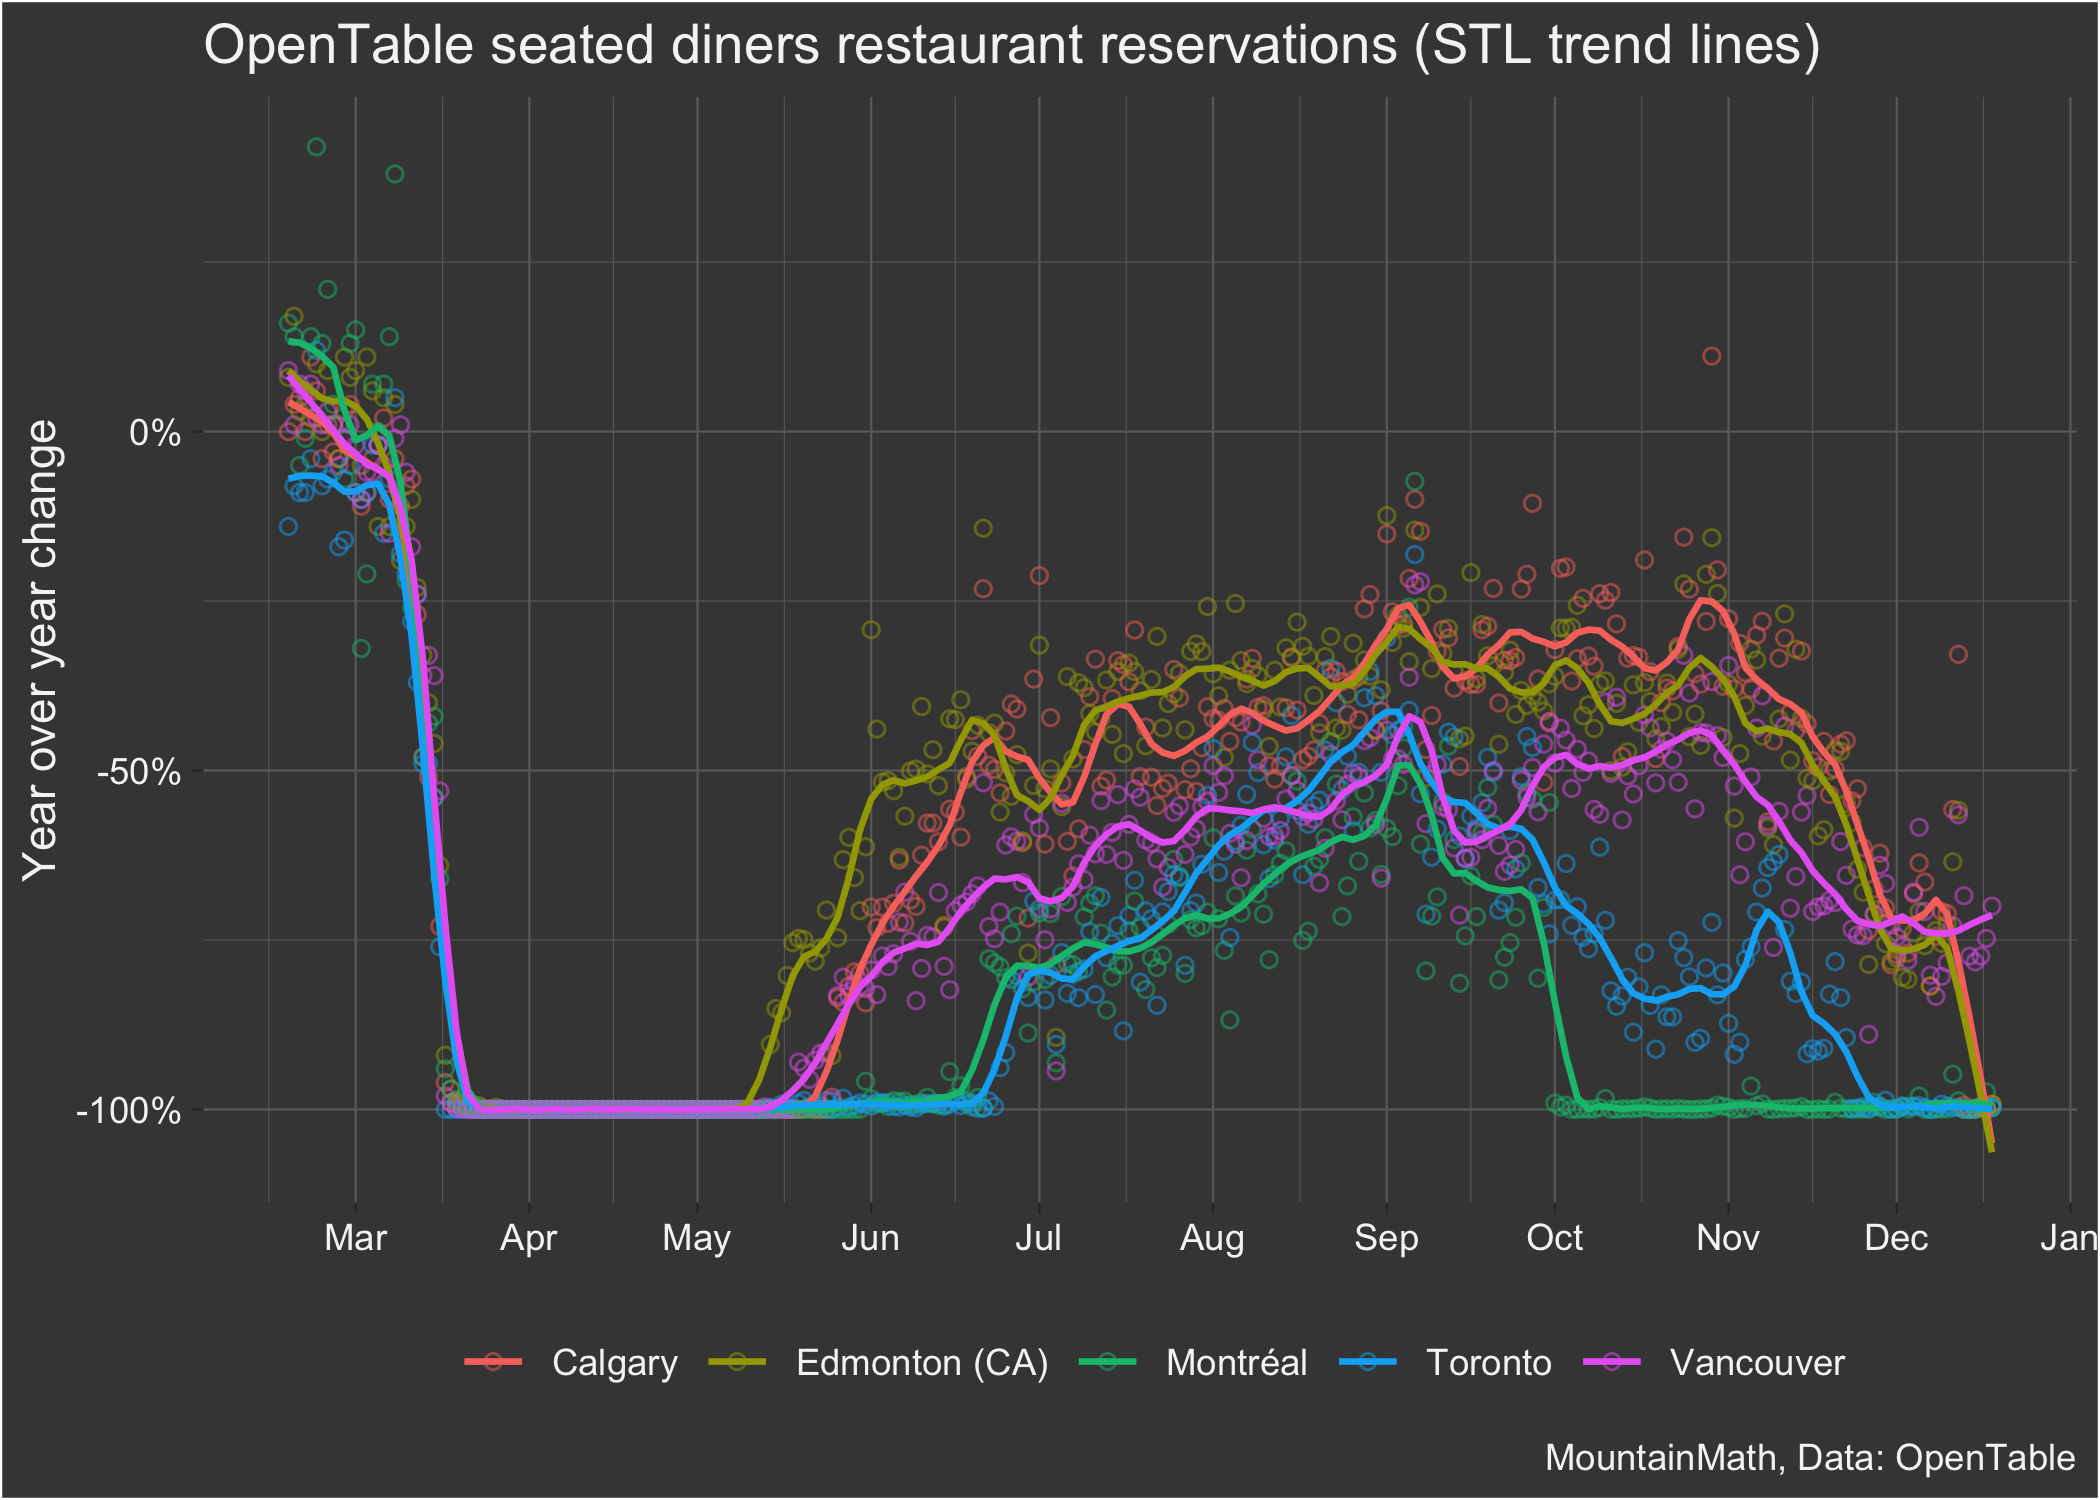 OpenTable seated diners restaurant reservations (STL trend lines)
Year over year change
0%
-50%
-100%
Mar Apr May Jun Jul Aug Sep Oct Nov Dec Jan
Calgary Edmonton (CA) Montréal Toronto Vancouver
MountainMath, Data: OpenTable